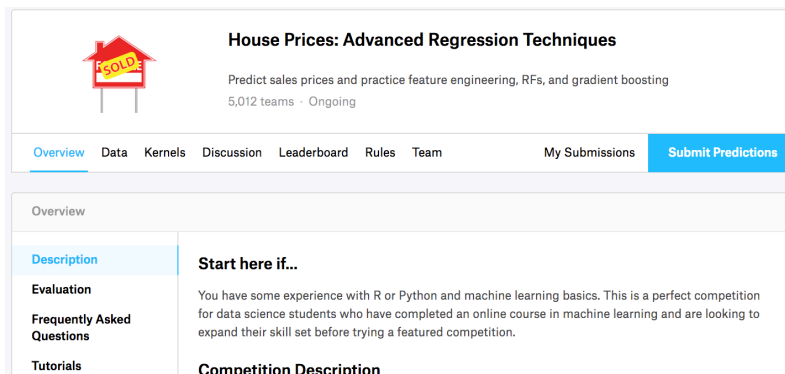 SOLD
House Prices: Advanced Regression Techniques
Predict sales prices and practice feature engineering, RFs, and gradient boosting
5,012 teams · Ongoing
Overview Data Kernels Discussion Leaderboard Rules Team My Submissions Submit Predictions
Overview
Description
Evaluation
Frequently Asked
Questions
Tutorials
Start here if...
You have some experience with R or Python and machine learning basics. This is a perfect competition
for data science students who have completed an online course in machine learning and are looking to
expand their skill set before trying a featured competition.
Competition Description